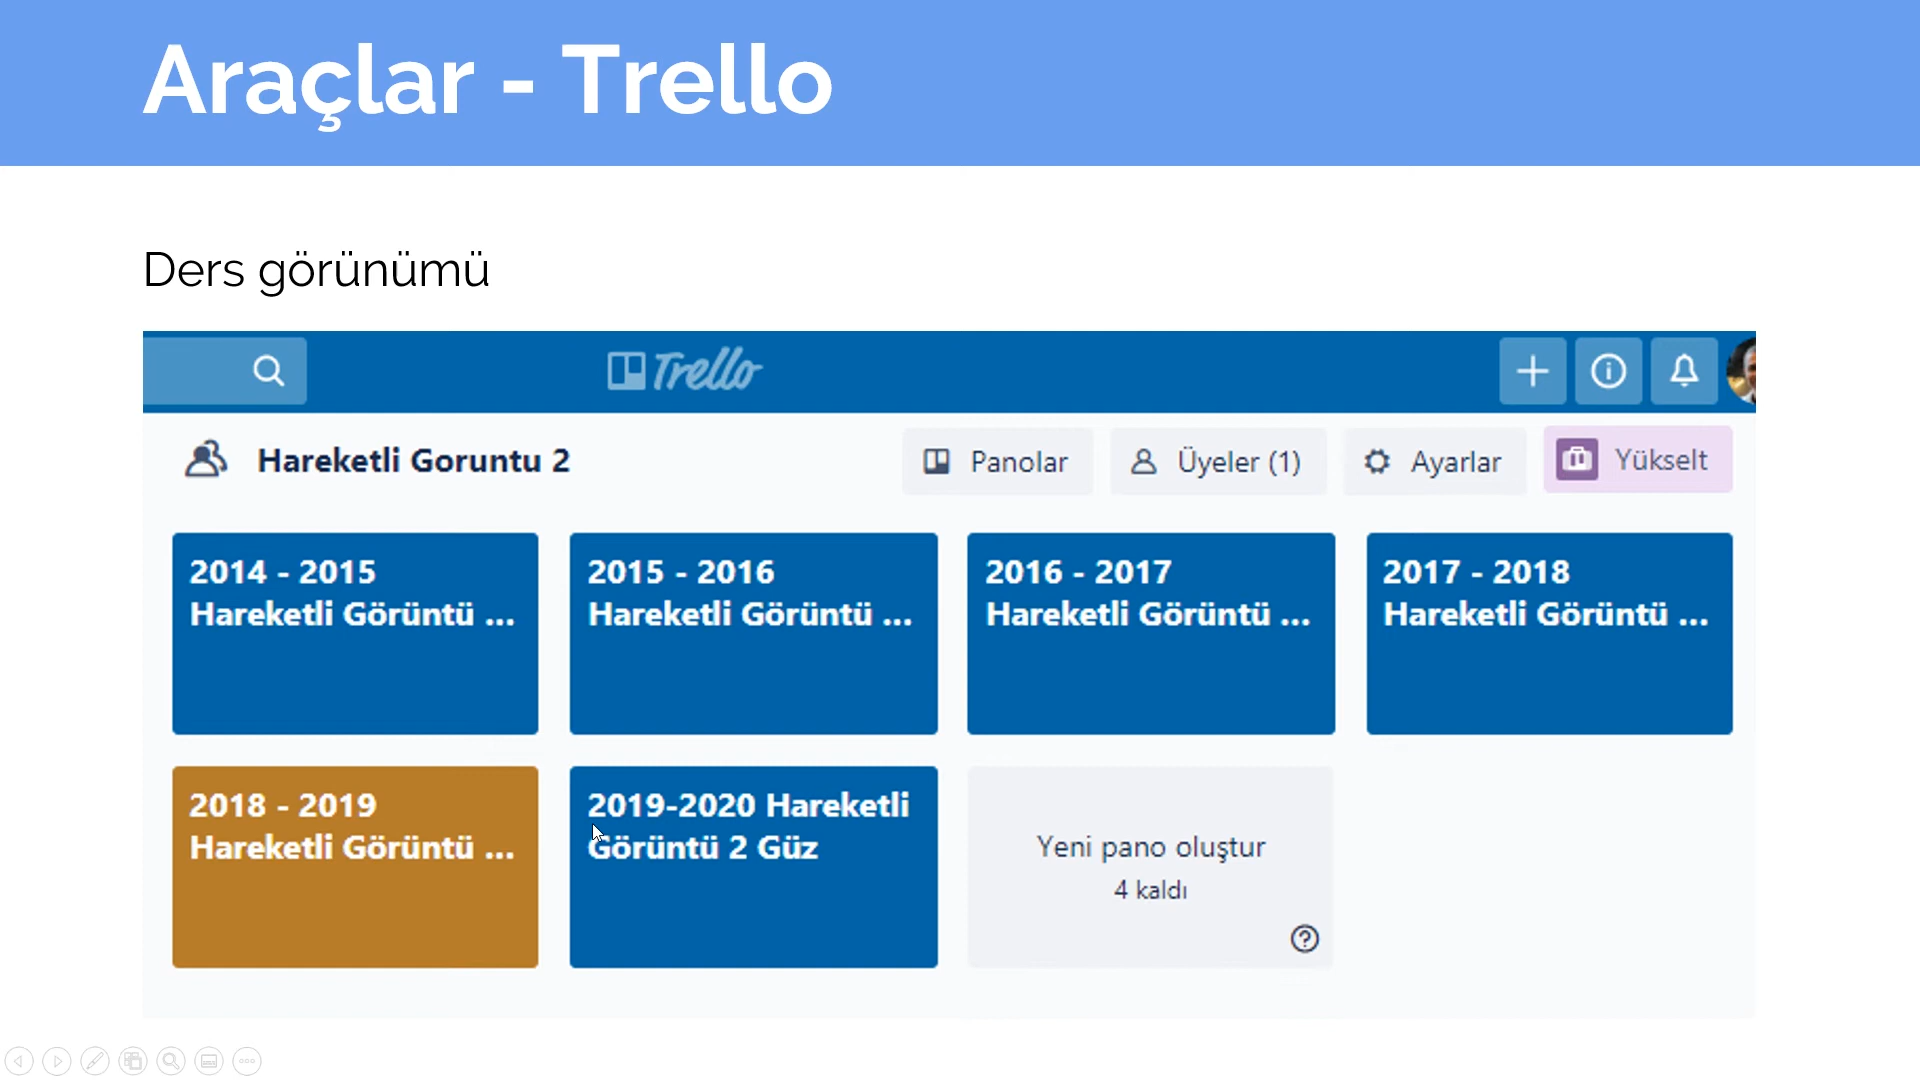 Araçlar - Trello
Ders görünümü
Trello
Hareketli Goruntu 2
Panolar
Üyeler (1)
Ayarlar
Yükselt
2014 - 2015
Hareketli Görüntü ...
2015 - 2016
Hareketli Görüntü ...
2016 - 2017
Hareketli Görüntü ...
2017 - 2018
Hareketli Görüntü ...
2018 - 2019
Hareketli Görüntü ...
2019-2020 Hareketli
Görüntü 2 Güz
Yeni pano oluştur
4 kaldı